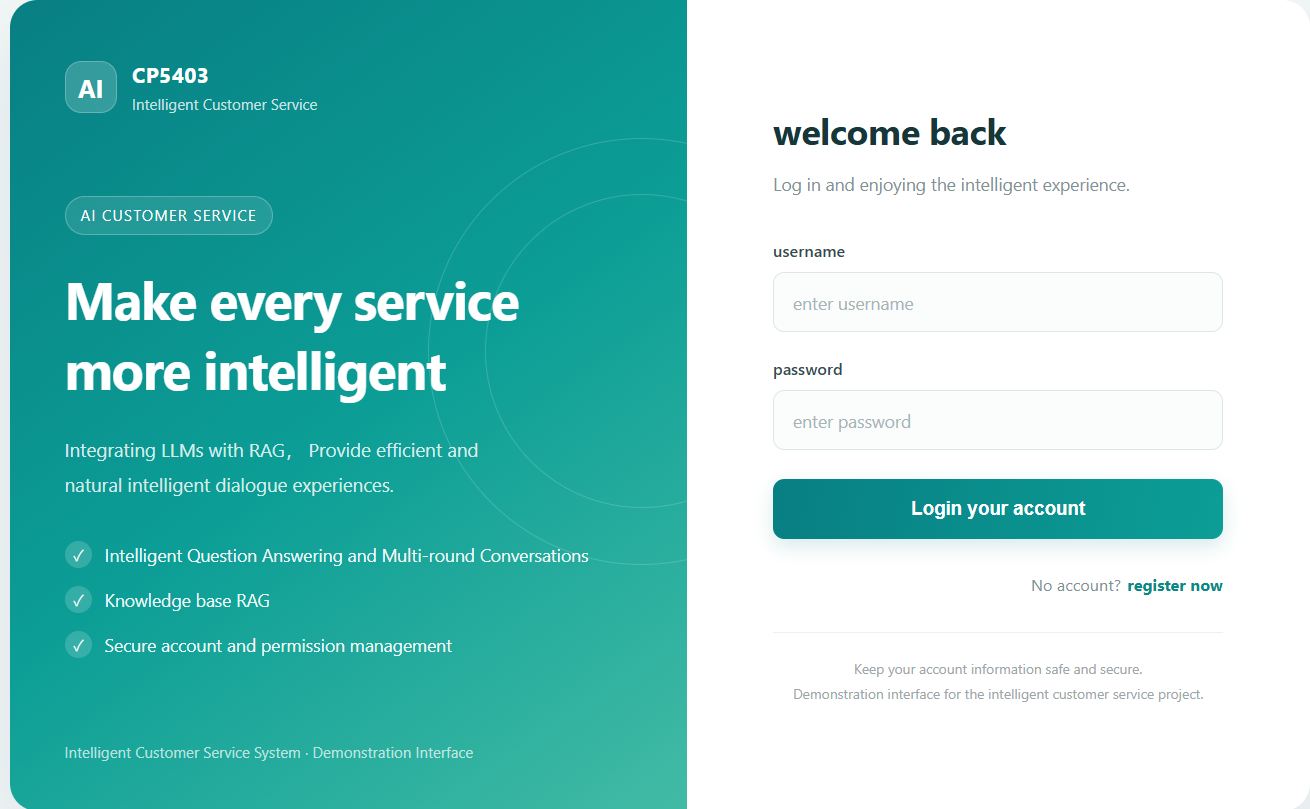 AI
CP5403
Intelligent Customer Service
AI CUSTOMER SERVICE
Make every service
more intelligent
Integrating LLMs with RAG， Provide efficient and
natural intelligent dialogue experiences.
✓ Intelligent Question Answering and Multi-round Conversations
✓ Knowledge base RAG
✓ Secure account and permission management
Intelligent Customer Service System · Demonstration Interface
welcome back
Log in and enjoying the intelligent experience.
username
enter username
password
enter password
Login your account
No account? register now
Keep your account information safe and secure.
Demonstration interface for the intelligent customer service project.